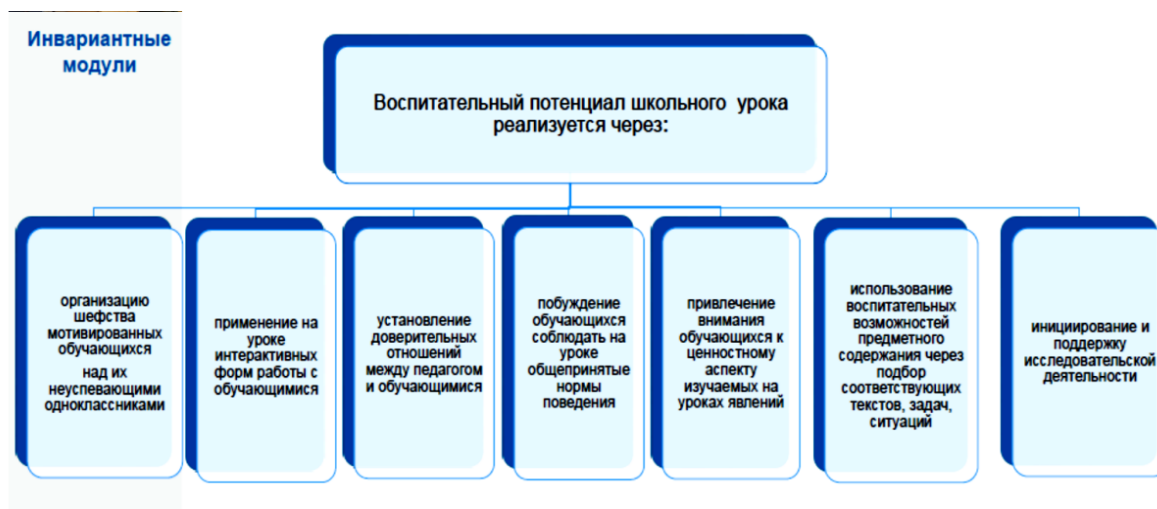 Инвариантные
модули
Воспитательный потенциал школьного урока
реализуется через:
организацию
шефства
мотивированных
обучающихся
над их
неуспевающими
одноклассниками
применение на
уроке
интерактивных
форм работы с
обучающимися
установление
доверительных
отношений
между педагогом
и обучающимися
побуждение
обучающихся
соблюдать на
уроке
общепринятые
нормы
поведения
привлечение
внимания
обучающихся к
ценностному
аспекту
изучаемых на
уроках явлений
использование
воспитательных
возможностей
предметного
содержания через
подбор
соответствующих
текстов, задач,
ситуаций
инициирование и
поддержку
исследовательской
деятельности